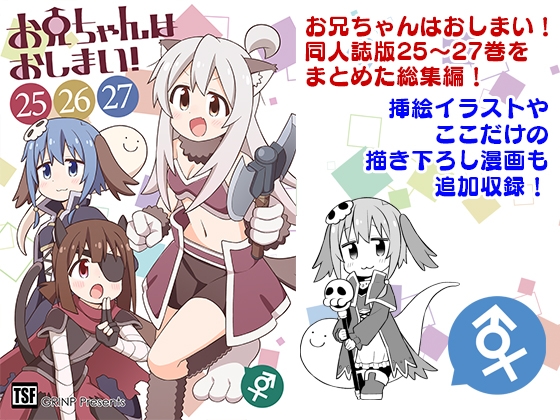 お兄ちゃんは
おしまい!
25 26 27
TSF
GRINP Presents
お兄ちゃんはおしまい！
同人誌版25～27巻を
まとめた総集編！
挿絵イラストや
ここだけの
描き下ろし漫画も
追加収録！